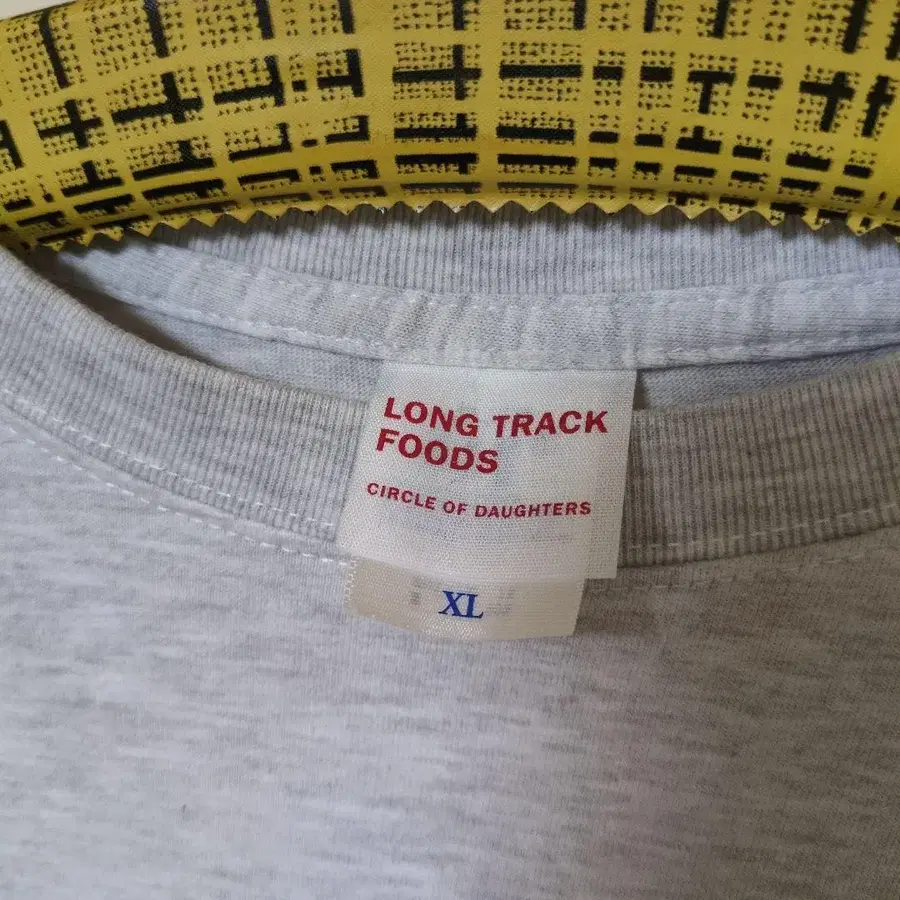 LONG TRACK
FOODS
CIRCLE OF DAUGHTERS
XL